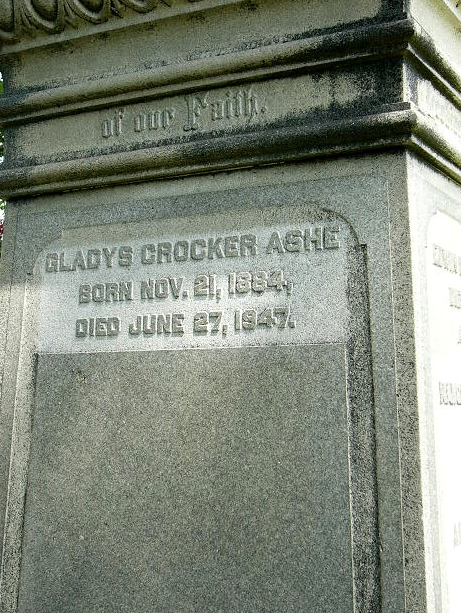 of our Faith.
GLADYS CROCKER ASHE
BORN NOV. 21, 1884,
DIED JUNE 27, 1947.